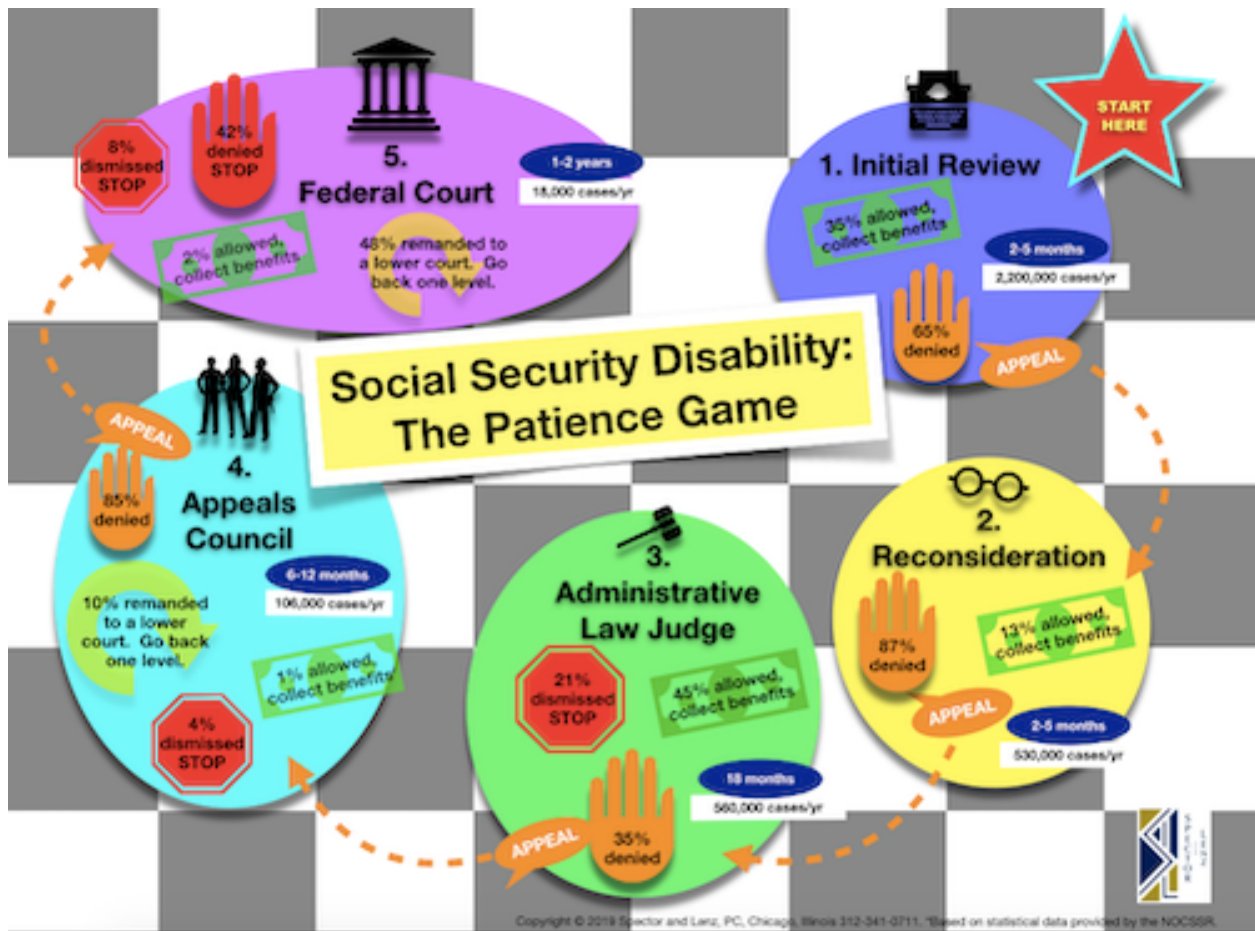 START
HERE
1. Initial Review
35% allowed,
collect benefits
2-5 months
2,200,000 cases/yr
65%
denied
APPEAL
Social Security Disability:
The Patience Game
2.
Reconsideration
87%
denied
13% allowed,
collect benefits
APPEAL
2-5 months
530,000 cases/yr
3.
Administrative
Law Judge
21%
dismissed
STOP
45% allowed,
collect benefits
18 months
560,000 cases/yr
35%
denied
APPEAL
4.
Appeals
Council
APPEAL
85%
denied
6-12 months
106,000 cases/yr
10% remanded
to a lower
court. Go back
one level.
1% allowed,
collect benefits
4%
dismissed
STOP
5.
Federal Court
8%
dismissed
STOP
42%
denied
STOP
1-2 years
18,000 cases/yr
2% allowed,
collect benefits
48% remanded to
a lower court. Go
back one level.
Copyright © 2019 Spector and Lenz, PC, Chicago, Illinois 312-341-0711. *Based on statistical data provided by the NOCSSR.